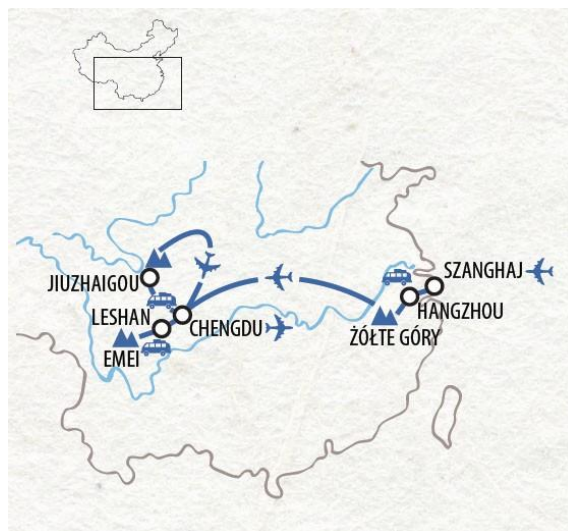 SZANGHAJ
JIUZHAIGOU
HANGZHOU
LESHAN
CHENGDU
ŻÓŁTE GÓRY
EMEI